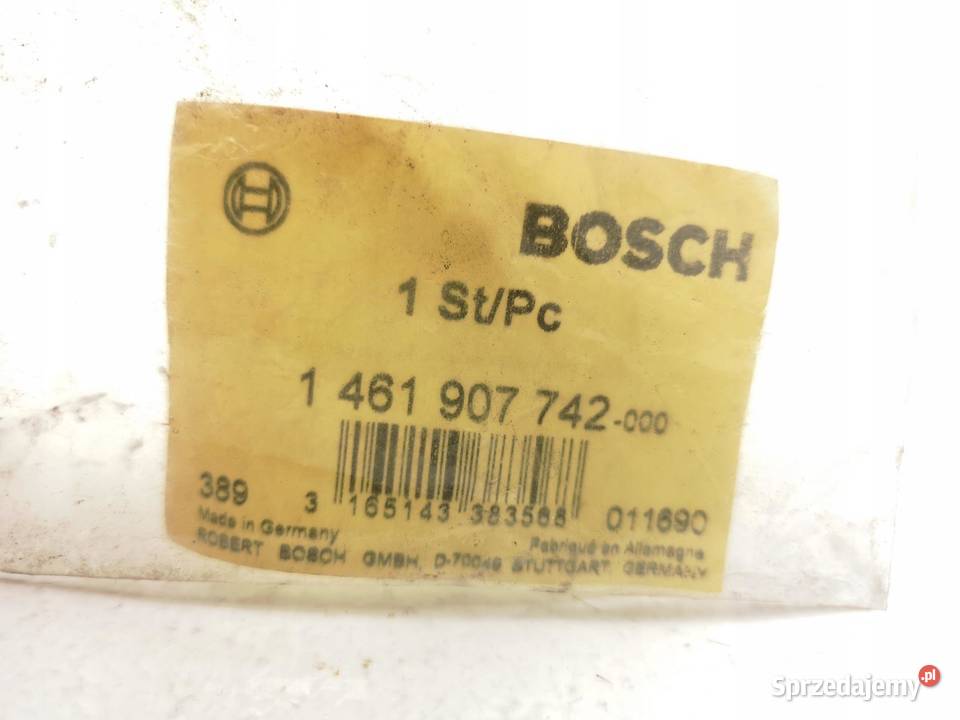 BOSCH
1 St/Pc
1 461 907 742-000
389 3 165143 383588 011690
Made in Germany Fabriqué en Allemagne
ROBERT BOSCH GMBH, D-70049 STUTTGART, GERMANY
Sprzedajemy.pl